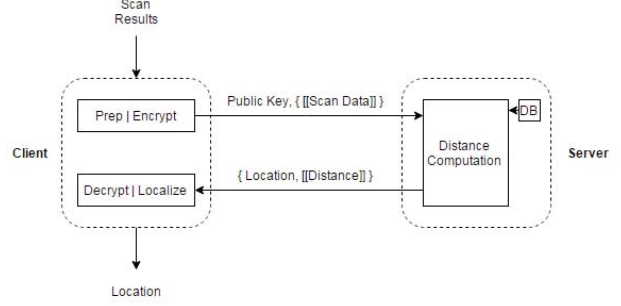 Scan
Results
Public Key, { [[Scan Data]] }
Prep | Encrypt
DB
Client
Distance
Computation
Server
{ Location, [[Distance]] }
Decrypt | Localize
Location